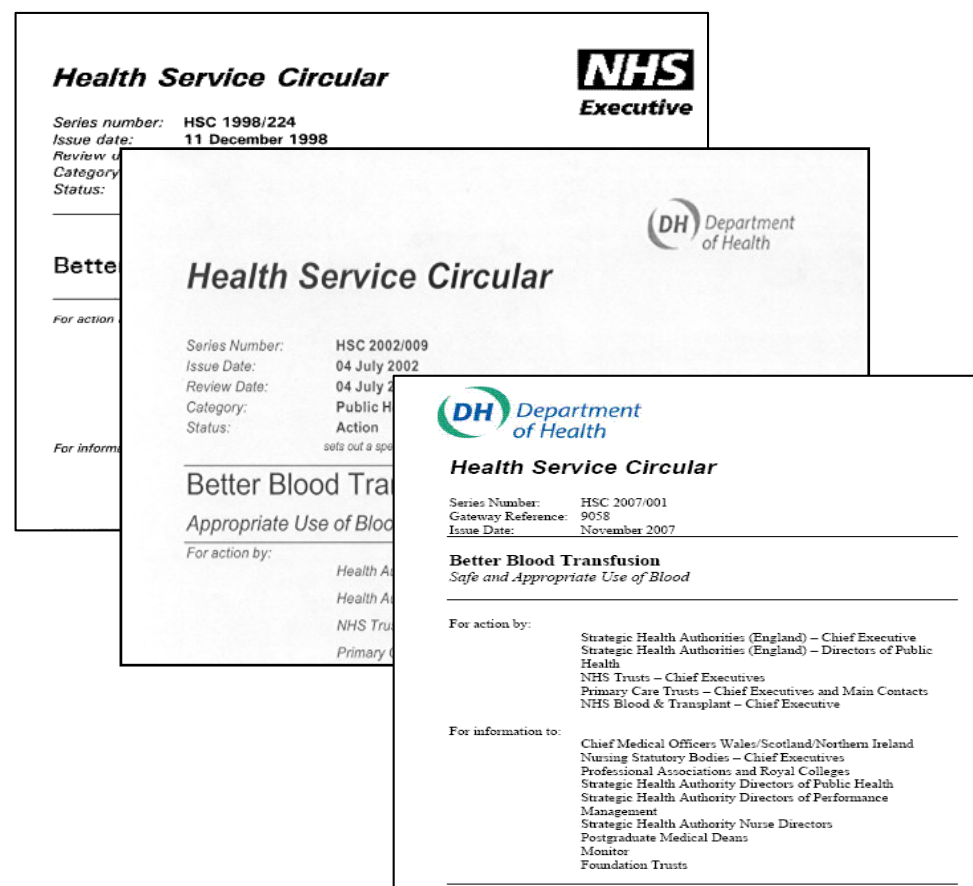 Health Service Circular
NHS
Executive
Series number: HSC 1998/224
Issue date: 11 December 1998
Review
Category
Status:
For action
DH Department
of Health
Health Service Circular
Series Number: HSC 2002/009
Issue Date: 04 July 2002
Review Date: 04 July
Category: Public
Status: Action
sets out a
Better Blood
Appropriate Use of
For action by:
Health
Health
NHS
Primary
DH Department
of Health
Health Service Circular
Series Number: HSC 2007/001
Gateway Reference: 9058
Issue Date: November 2007
Better Blood Transfusion
Safe and Appropriate Use of Blood
For action by:
Strategic Health Authorities (England) – Chief Executive
Strategic Health Authorities (England) – Directors of Public
Health
NHS Trusts – Chief Executives
Primary Care Trusts – Chief Executives and Main Contacts
NHS Blood & Transplant – Chief Executive
For information to:
Chief Medical Officers Wales/Scotland/Northern Ireland
Nursing Statutory Bodies – Chief Executives
Professional Associations and Royal Colleges
Strategic Health Authority Directors of Public Health
Strategic Health Authority Directors of Performance
Management
Strategic Health Authority Nurse Directors
Postgraduate Medical Deans
Monitor
Foundation Trusts